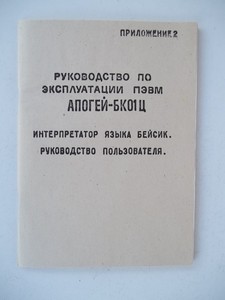 ПРИЛОЖЕНИЕ 2
РУКОВОДСТВО ПО
ЭКСПЛУАТАЦИИ ПЭВМ
АПОГЕЙ-БК01Ц
ИНТЕРПРЕТАТОР ЯЗЫКА БЕЙСИК.
РУКОВОДСТВО ПОЛЬЗОВАТЕЛЯ.